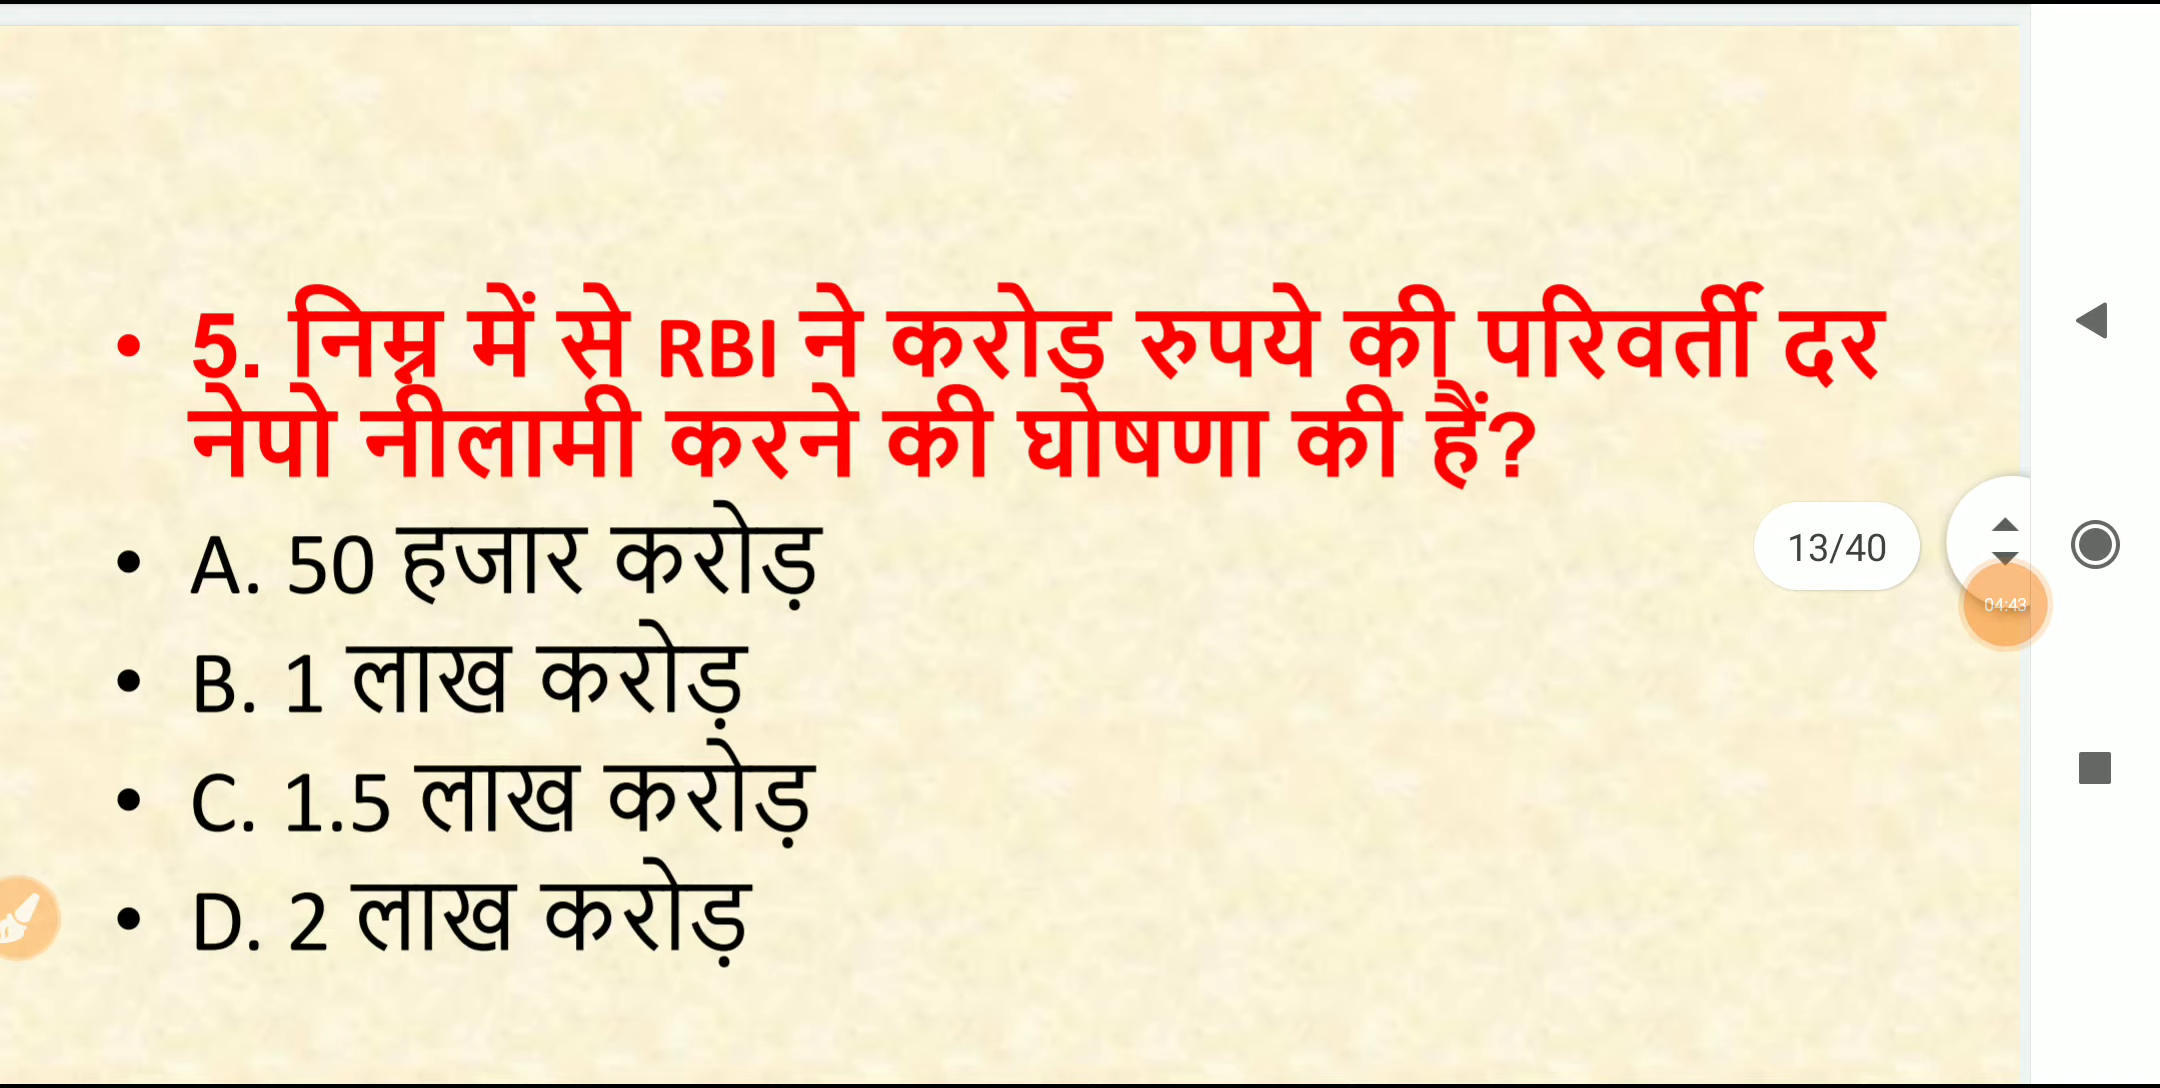 • 5. निम्न में से RBI ने करोड़ रुपये की परिवर्ती दर
नेपो नीलामी करने की घोषणा की हैं?
• A. 50 हजार करोड़
13/40
• B. 1 लाख करोड़
04:43
• C. 1.5 लाख करोड़
• D. 2 लाख करोड़